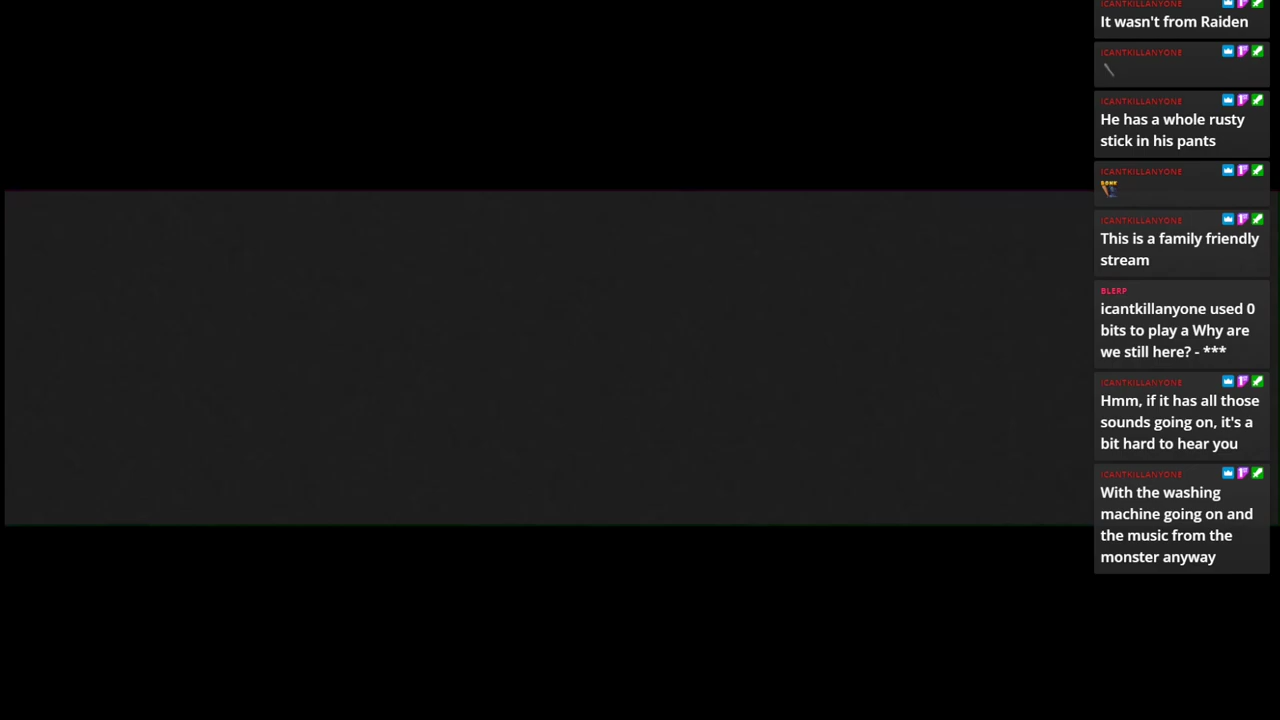 ICANTKILLANYONE
It wasn't from Raiden
ICANTKILLANYONE
ICANTKILLANYONE
He has a whole rusty
stick in his pants
ICANTKILLANYONE
BONK
ICANTKILLANYONE
This is a family friendly
stream
BLERP
icantkillanyone used 0
bits to play a Why are
we still here? - ***
ICANTKILLANYONE
Hmm, if it has all those
sounds going on, it's a
bit hard to hear you
ICANTKILLANYONE
With the washing
machine going on and
the music from the
monster anyway